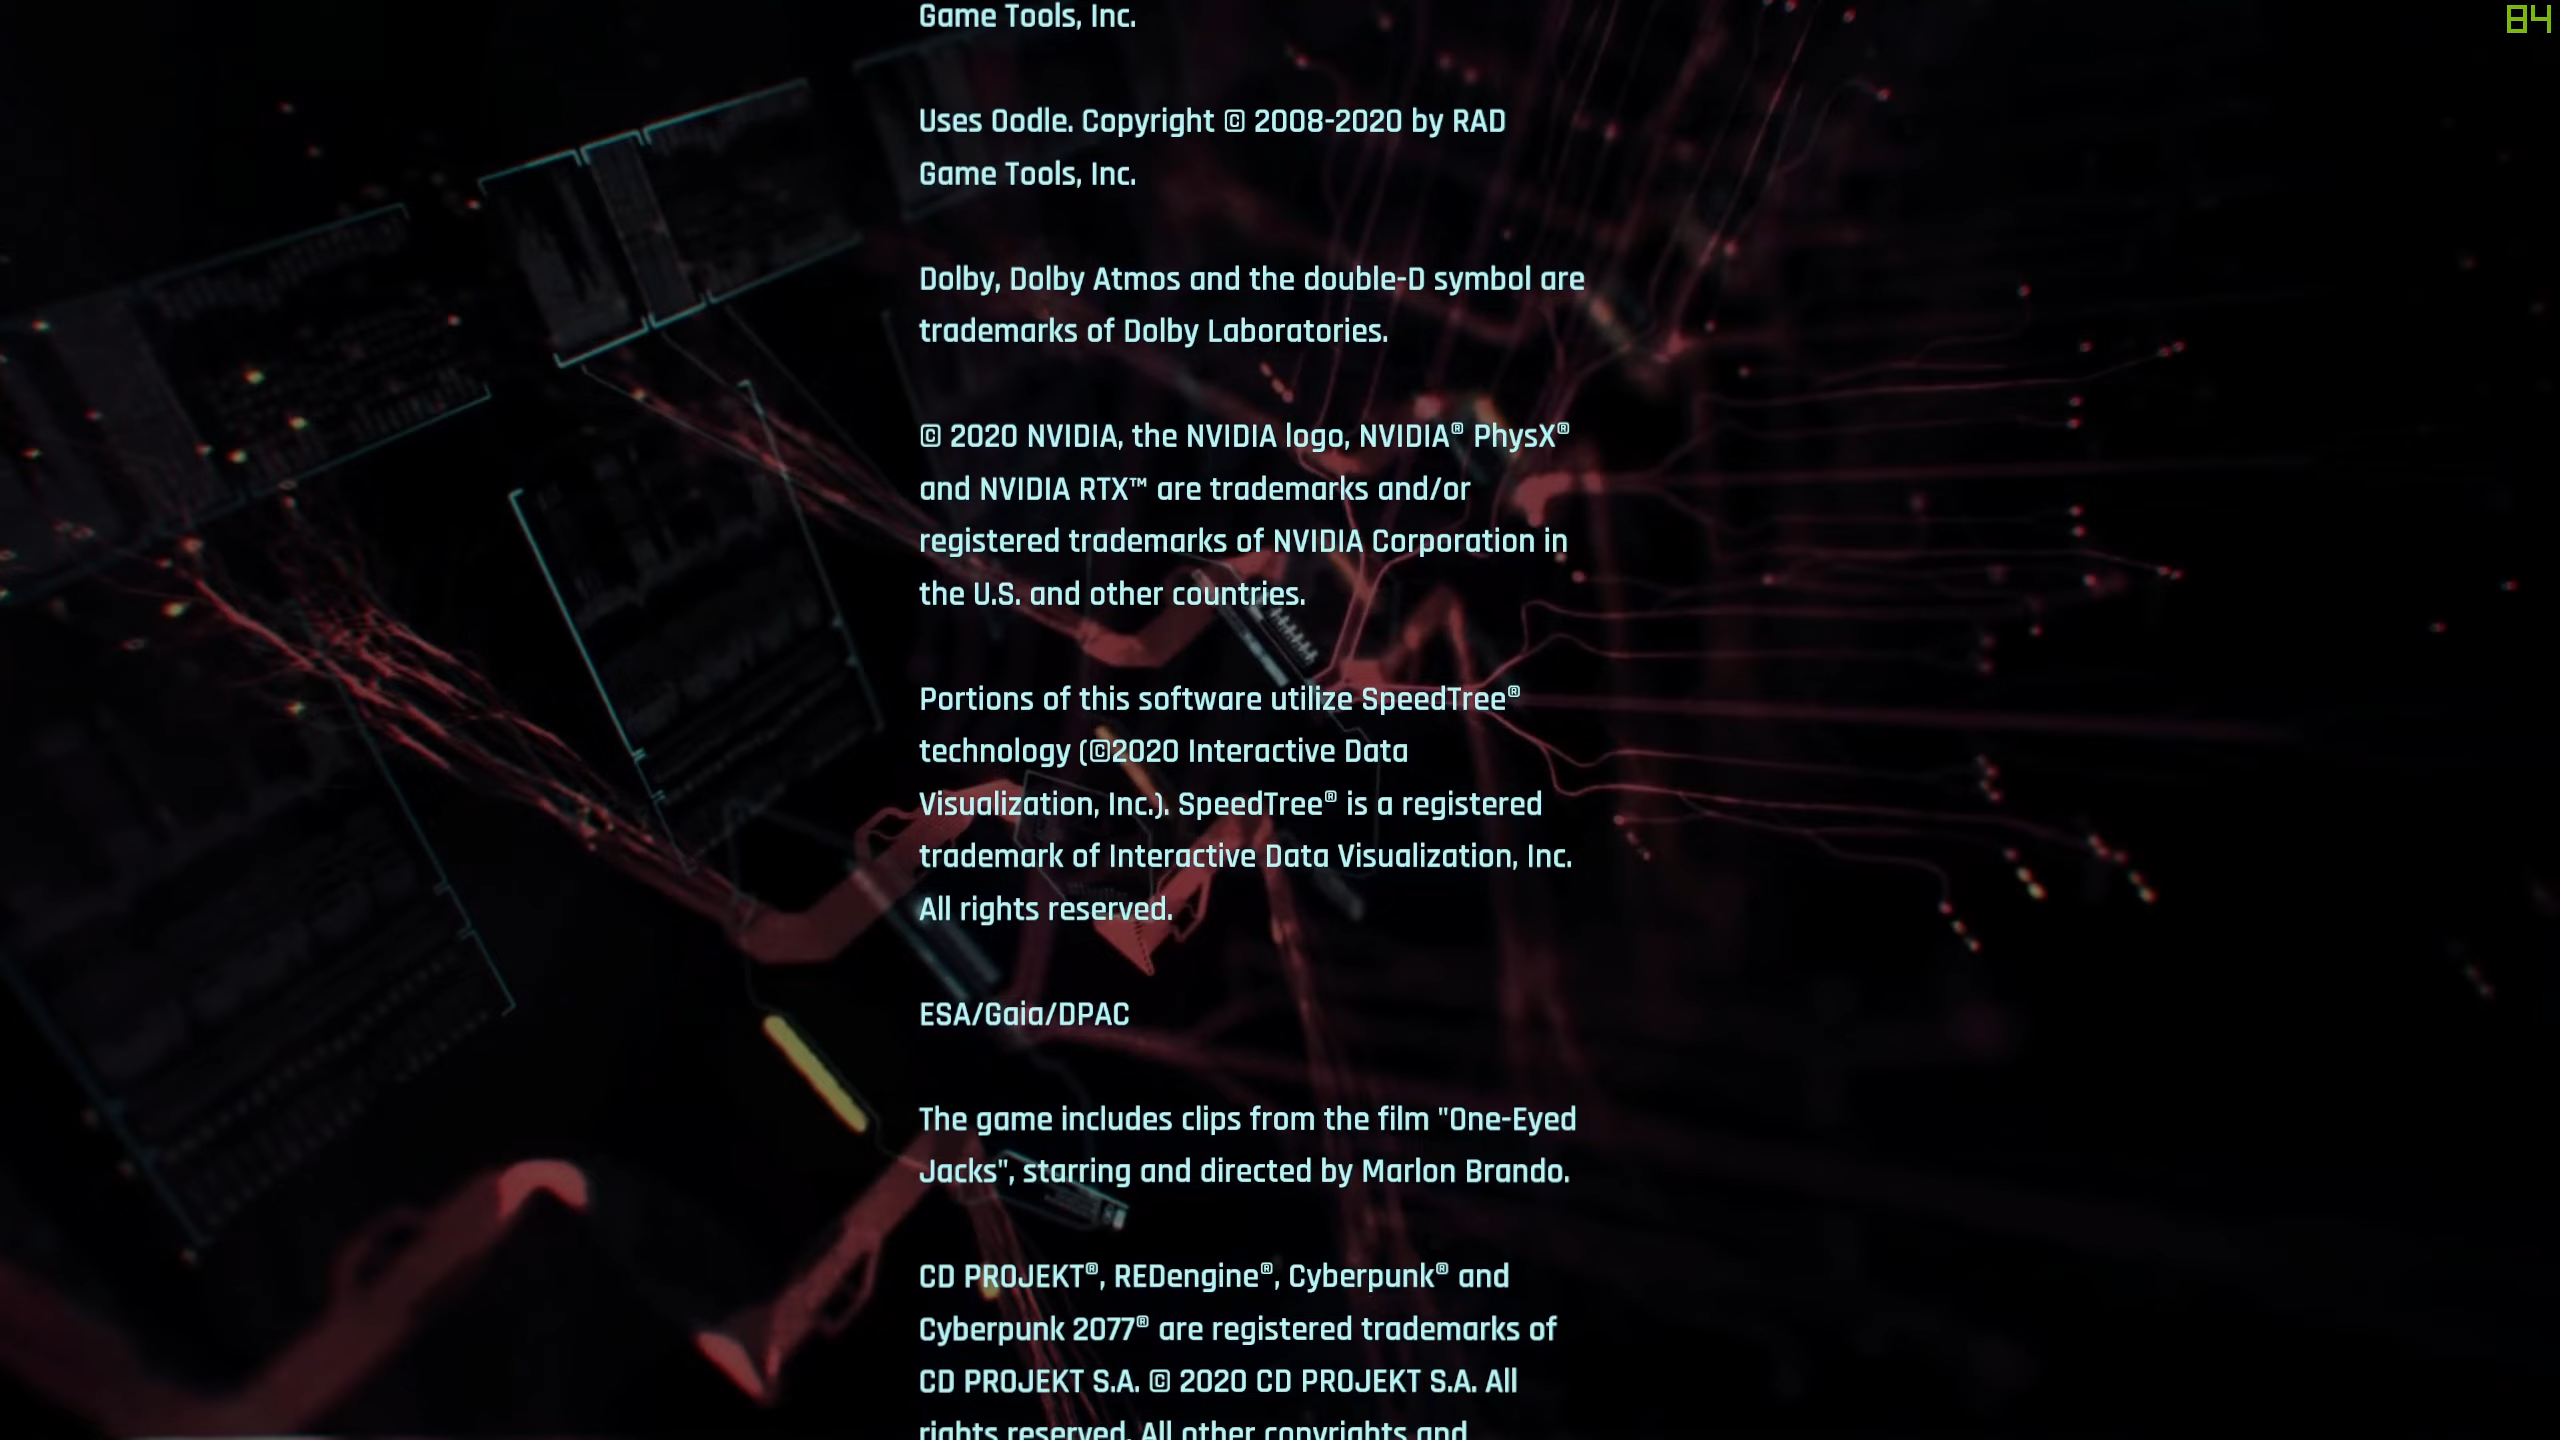 84
Game Tools, Inc.
Uses Oodle. Copyright © 2008-2020 by RAD
Game Tools, Inc.
Dolby, Dolby Atmos and the double-D symbol are
trademarks of Dolby Laboratories.
© 2020 NVIDIA, the NVIDIA logo, NVIDIA® PhysX®
and NVIDIA RTX™ are trademarks and/or
registered trademarks of NVIDIA Corporation in
the U.S. and other countries.
Portions of this software utilize SpeedTree®
technology (©2020 Interactive Data
Visualization, Inc.). SpeedTree® is a registered
trademark of Interactive Data Visualization, Inc.
All rights reserved.
ESA/Gaia/DPAC
The game includes clips from the film "One-Eyed
Jacks", starring and directed by Marlon Brando.
CD PROJEKT®, REDengine®, Cyberpunk® and
Cyberpunk 2077® are registered trademarks of
CD PROJEKT S.A. © 2020 CD PROJEKT S.A. All
rights reserved. All other copyrights and